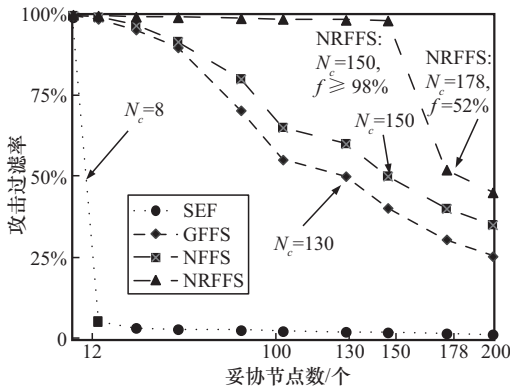 100%
75%
50%
25%
0
攻击过滤率
N_c=8
NRFFS:
N_c=150,
f≥98%
NRFFS:
N_c=178,
f=52%
N_c=150
N_c=130
SEF
GFFS
NFFS
NRFFS
12 100 130 150 178 200
妥协节点数/个